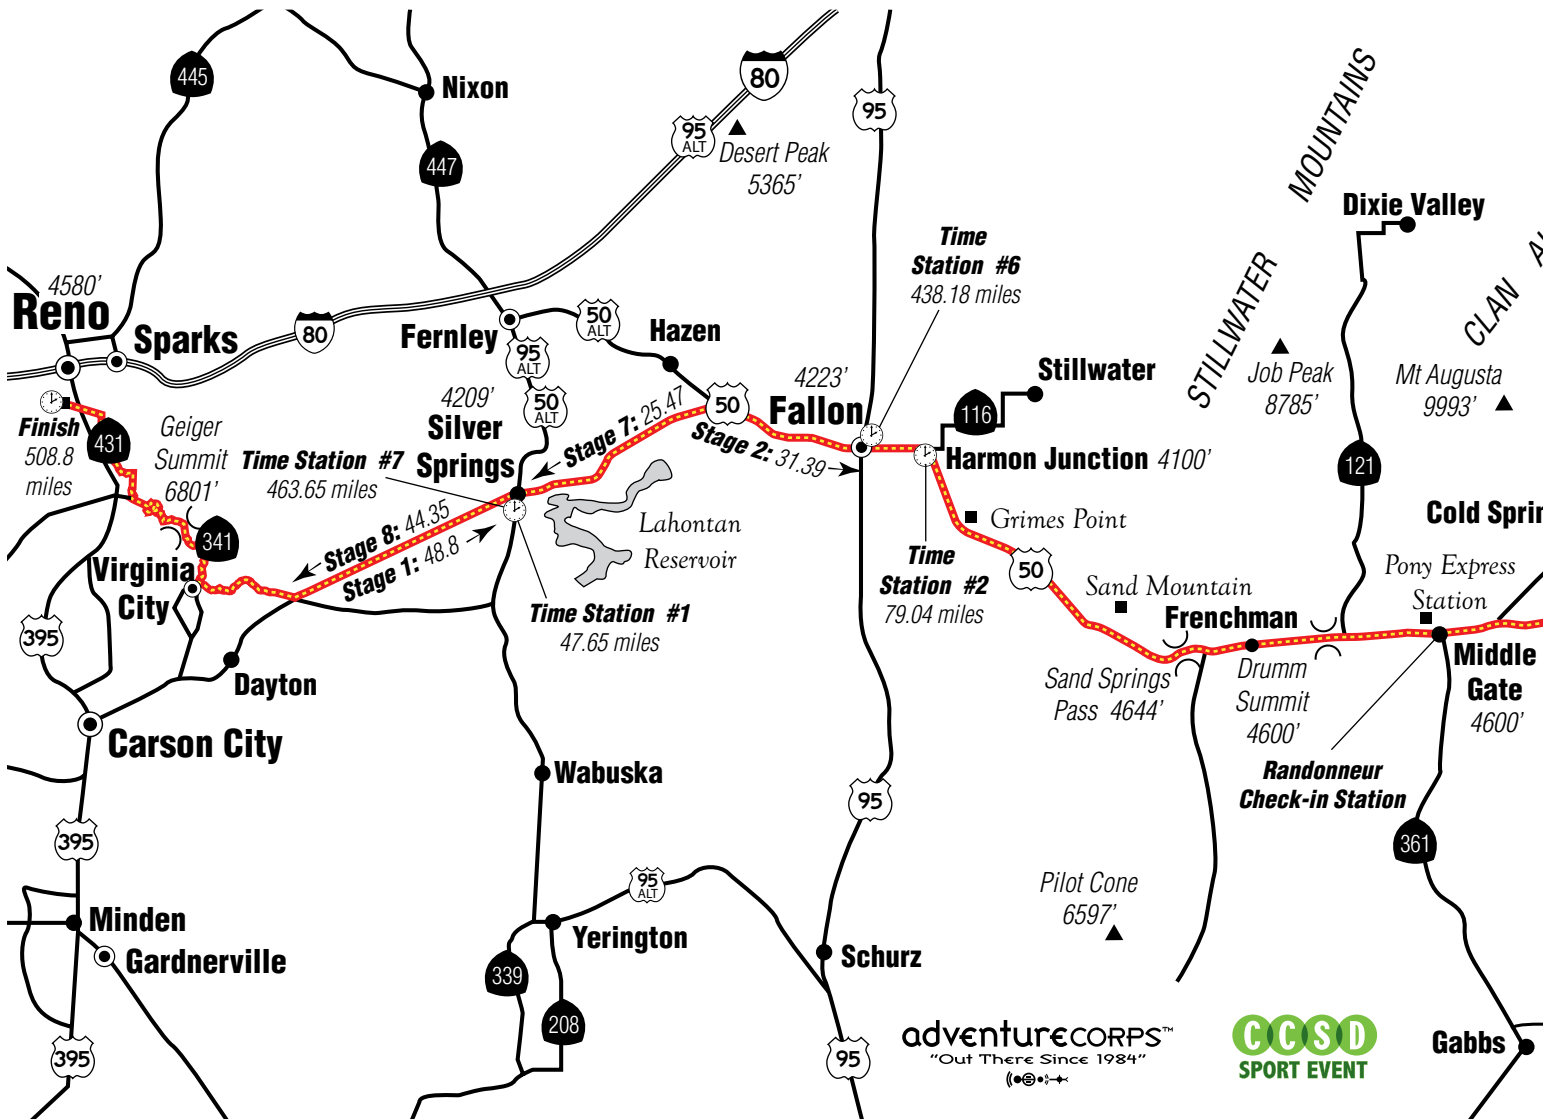 445
Nixon
80
95
ALT
95
Desert Peak
5365'
447
MOUNTAINS
Dixie Valley
Time
Station #6
438.18 miles
STILLWATER
CLAN
4580'
Reno
Sparks
80
Fernley
50
ALT
Hazen
95
ALT
50
ALT
4209'
Silver
Springs
Stage 7: 25.47
50
Stage 2: 31.39
4223'
Fallon
116
Stillwater
Job Peak
8785'
Mt Augusta
9993'
Finish
508.8
miles
431
Geiger
Summit
6801'
Time Station #7
463.65 miles
Harmon Junction 4100'
121
Cold Sprin
341
Stage 8: 44.35
Stage 1: 48.8
Lahontan
Reservoir
Grimes Point
Time
Station #2
79.04 miles
50
Sand Mountain
Pony Express
Station
Virginia
City
395
Time Station #1
47.65 miles
Frenchman
Dayton
Sand Springs
Pass 4644'
Drumm
Summit
4600'
Middle
Gate
4600'
Carson City
Wabuska
95
Randonneur
Check-in Station
395
361
95
ALT
Pilot Cone
6597'
Minden
Gardnerville
Yerington
Schurz
339
208
395
95
adventureCORPS™
"Out There Since 1984"
CCSD
SPORT EVENT
Gabbs